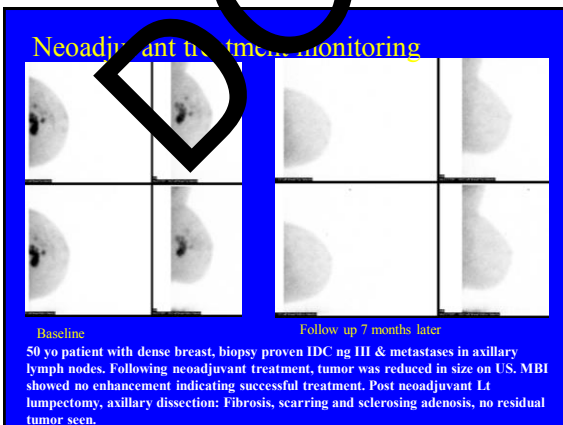 Neoadjuvant treatment monitoring
Baseline
Follow up 7 months later
50 yo patient with dense breast, biopsy proven IDC ng III & metastases in axillary
lymph nodes. Following neoadjuvant treatment, tumor was reduced in size on US. MBI
showed no enhancement indicating successful treatment. Post neoadjuvant Lt
lumpectomy, axillary dissection: Fibrosis, scarring and sclerosing adenosis, no residual
tumor seen.